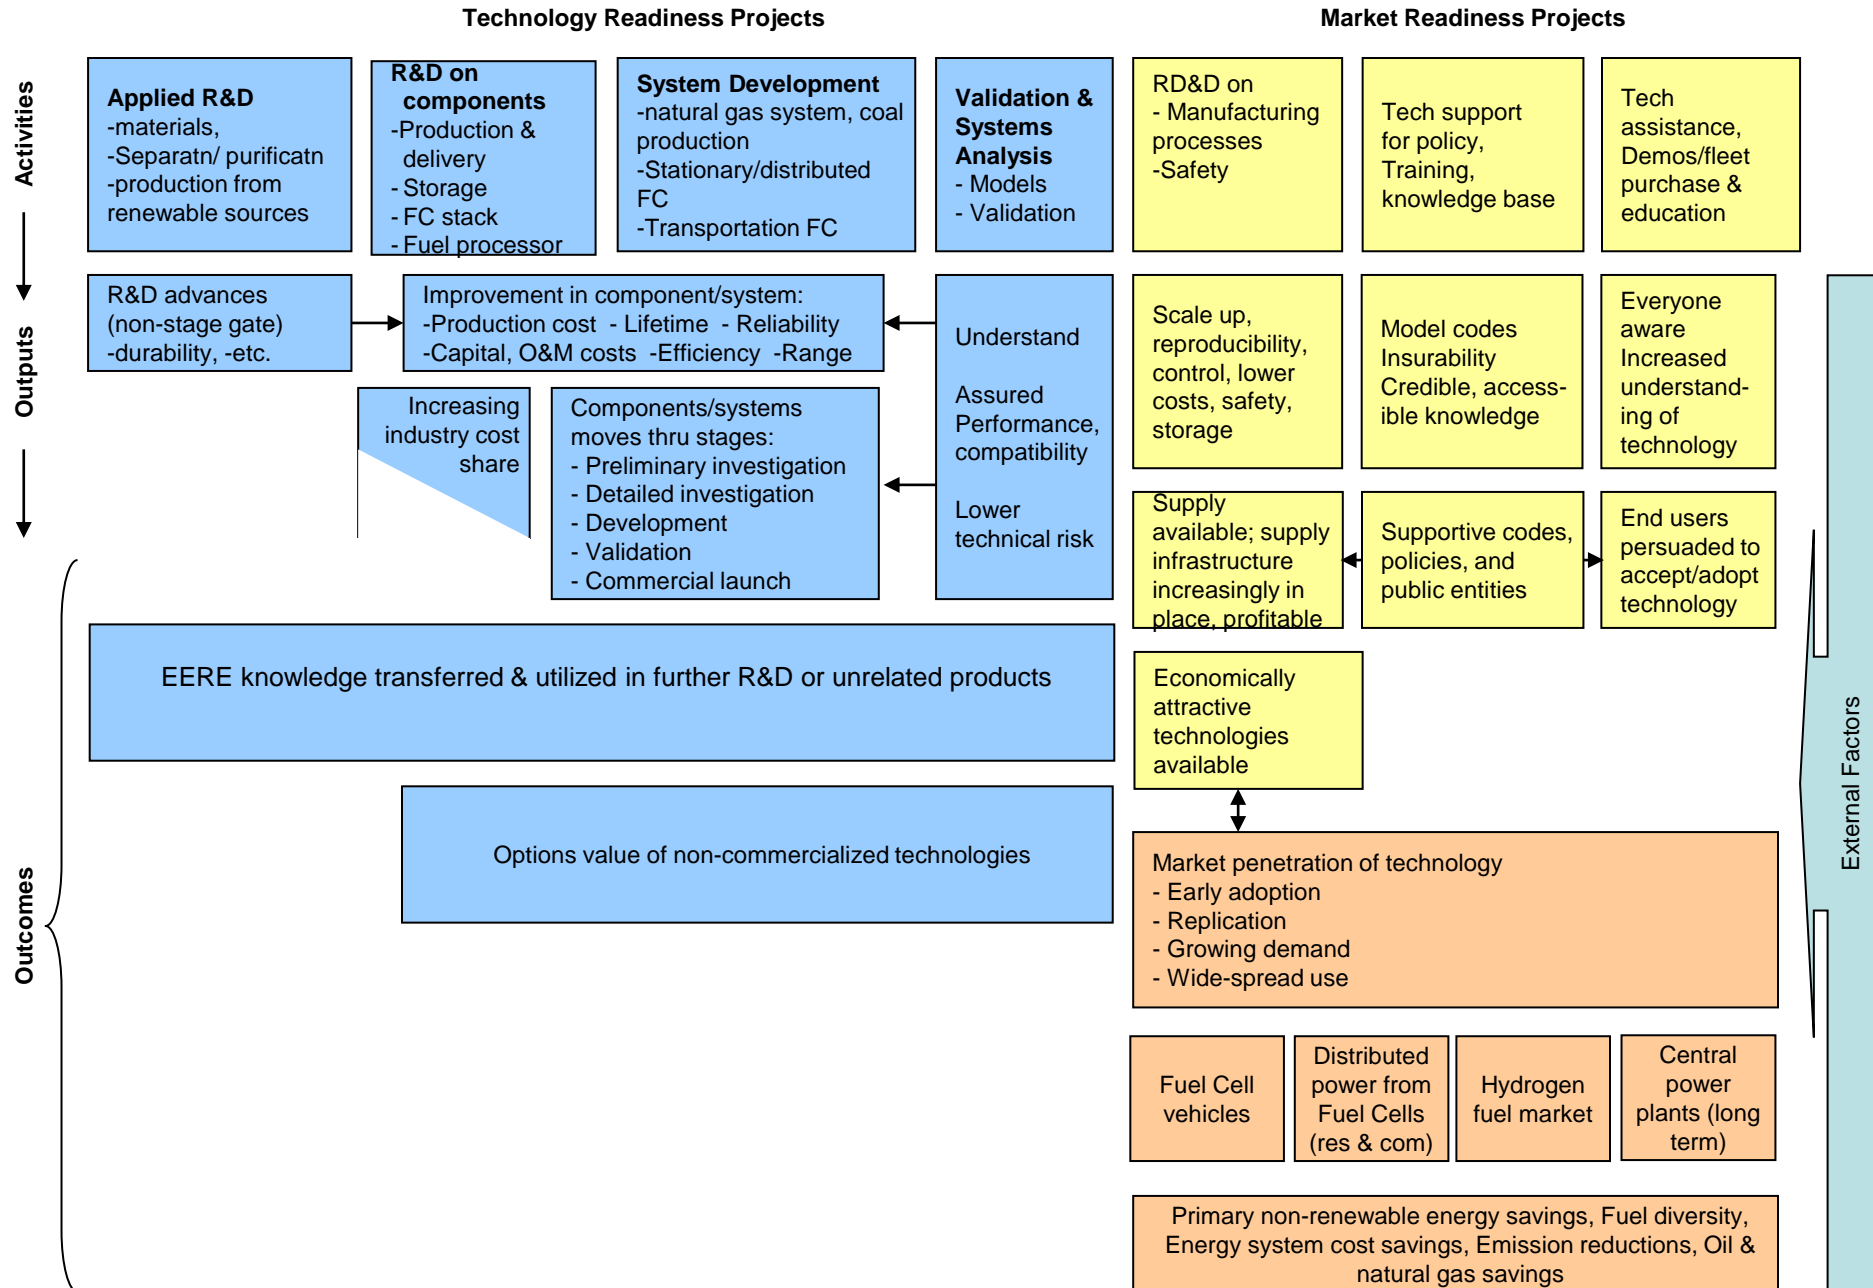 Technology Readiness Projects
Market Readiness Projects
Activities
Applied R&D
-materials,
-Separatn/ purificatn
-production from
renewable sources
R&D on
components
-Production &
delivery
- Storage
- FC stack
- Fuel processor
System Development
-natural gas system, coal
production
-Stationary/distributed
FC
-Transportation FC
Validation &
Systems
Analysis
- Models
- Validation
RD&D on
- Manufacturing
processes
-Safety
Tech support
for policy,
Training,
knowledge base
Tech
assistance,
Demos/fleet
purchase &
education
Outputs
R&D advances
(non-stage gate)
-durability, -etc.
Improvement in component/system:
-Production cost - Lifetime - Reliability
-Capital, O&M costs -Efficiency -Range
Increasing
industry cost
share
Components/systems
moves thru stages:
- Preliminary investigation
- Detailed investigation
- Development
- Validation
- Commercial launch
Understand
Assured
Performance,
compatibility
Lower
technical risk
Scale up,
reproducibility,
control, lower
costs, safety,
storage
Model codes
Insurability
Credible, access-
ible knowledge
Everyone
aware
Increased
understand-
ing of
technology
Supply
available; supply
infrastructure
increasingly in
place, profitable
Supportive codes,
policies, and
public entities
End users
persuaded to
accept/adopt
technology
Outcomes
EERE knowledge transferred & utilized in further R&D or unrelated products
Options value of non-commercialized technologies
Economically
attractive
technologies
available
Market penetration of technology
- Early adoption
- Replication
- Growing demand
- Wide-spread use
Fuel Cell
vehicles
Distributed
power from
Fuel Cells
(res & com)
Hydrogen
fuel market
Central
power
plants (long
term)
Primary non-renewable energy savings, Fuel diversity,
Energy system cost savings, Emission reductions, Oil &
natural gas savings
External Factors